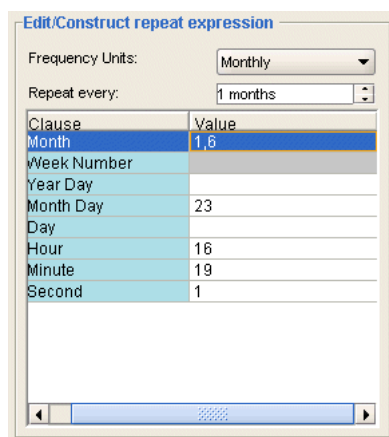 Edit/Construct repeat expression
Frequency Units: Monthly
Repeat every: 1 months
Clause Value
Month 1,6
Week Number
Year Day
Month Day 23
Day
Hour 16
Minute 19
Second 1